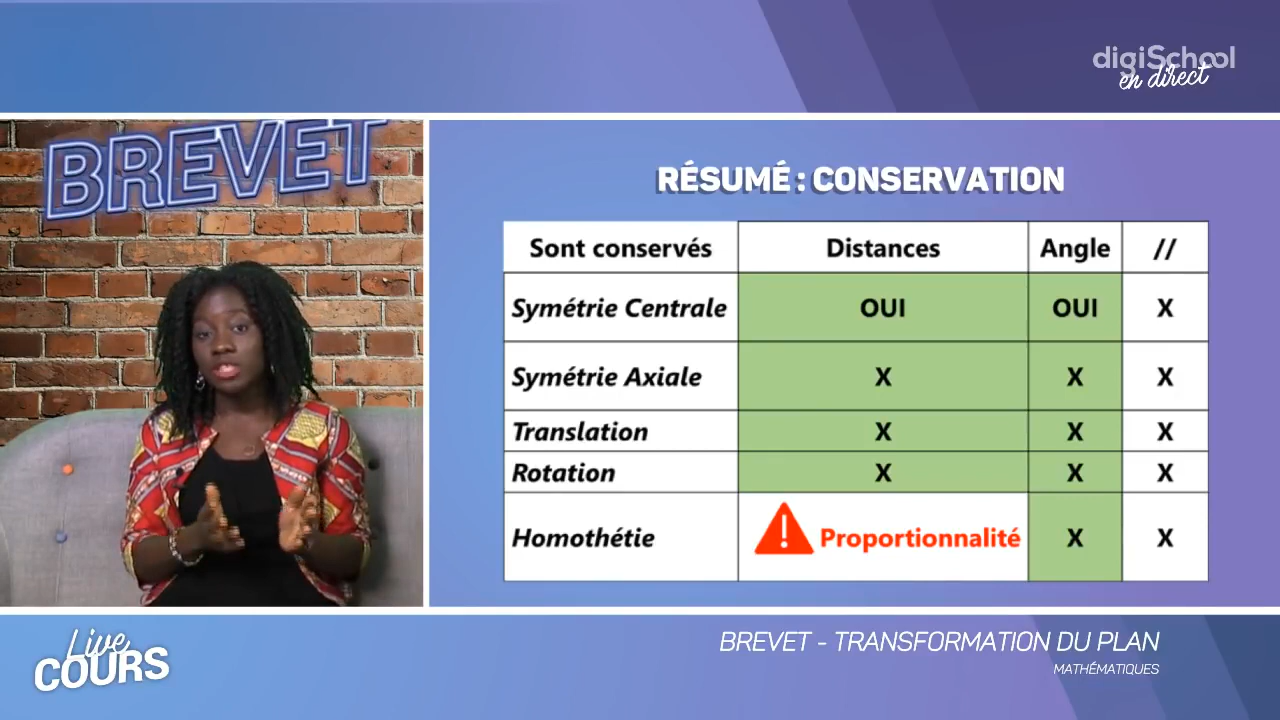 digiSchool
en direct
BREVET
RÉSUMÉ : CONSERVATION
Sont conservés Distances Angle //
Symétrie Centrale OUI OUI X
Symétrie Axiale X X X
Translation X X X
Rotation X X X
Homothétie ! Proportionnalité X X
Live
COURS
BREVET - TRANSFORMATION DU PLAN
MATHÉMATIQUES